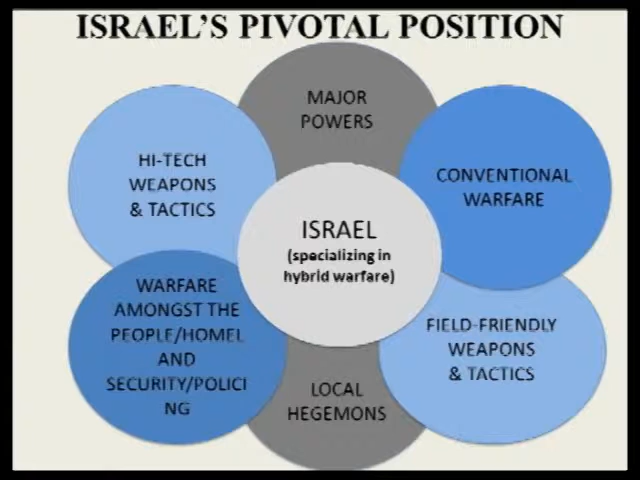 ISRAEL'S PIVOTAL POSITION
MAJOR
POWERS
HI-TECH
WEAPONS
& TACTICS
CONVENTIONAL
WARFARE
ISRAEL
(specializing in
hybrid warfare)
WARFARE
AMONGST THE
PEOPLE/HOMEL
AND
SECURITY/POLICI
NG
FIELD-FRIENDLY
WEAPONS
& TACTICS
LOCAL
HEGEMONS